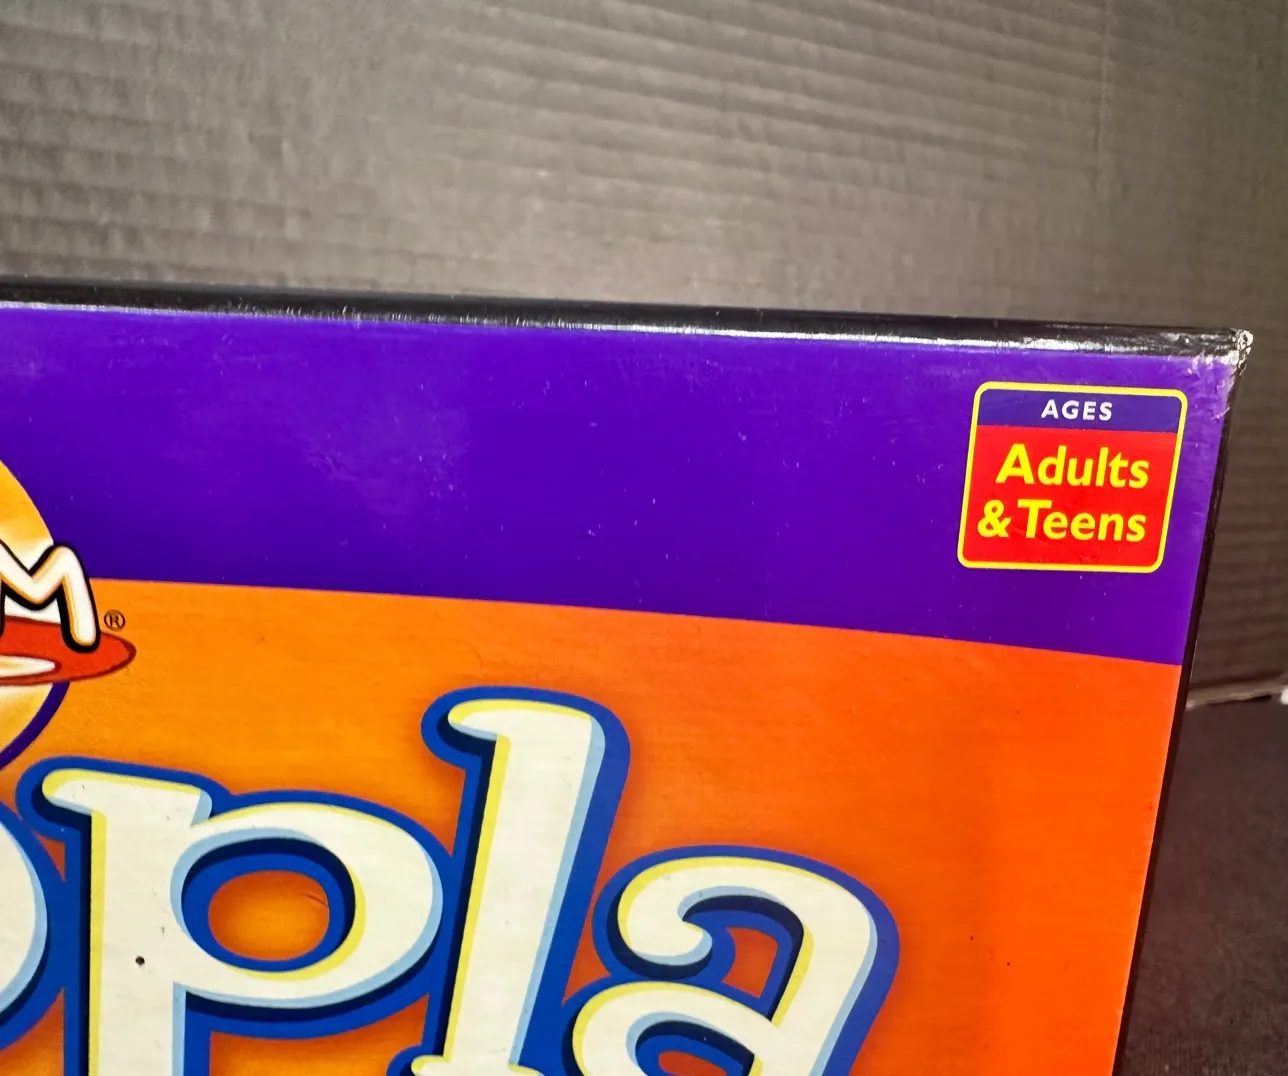 AGES
Adults
& Teens
M®
pla